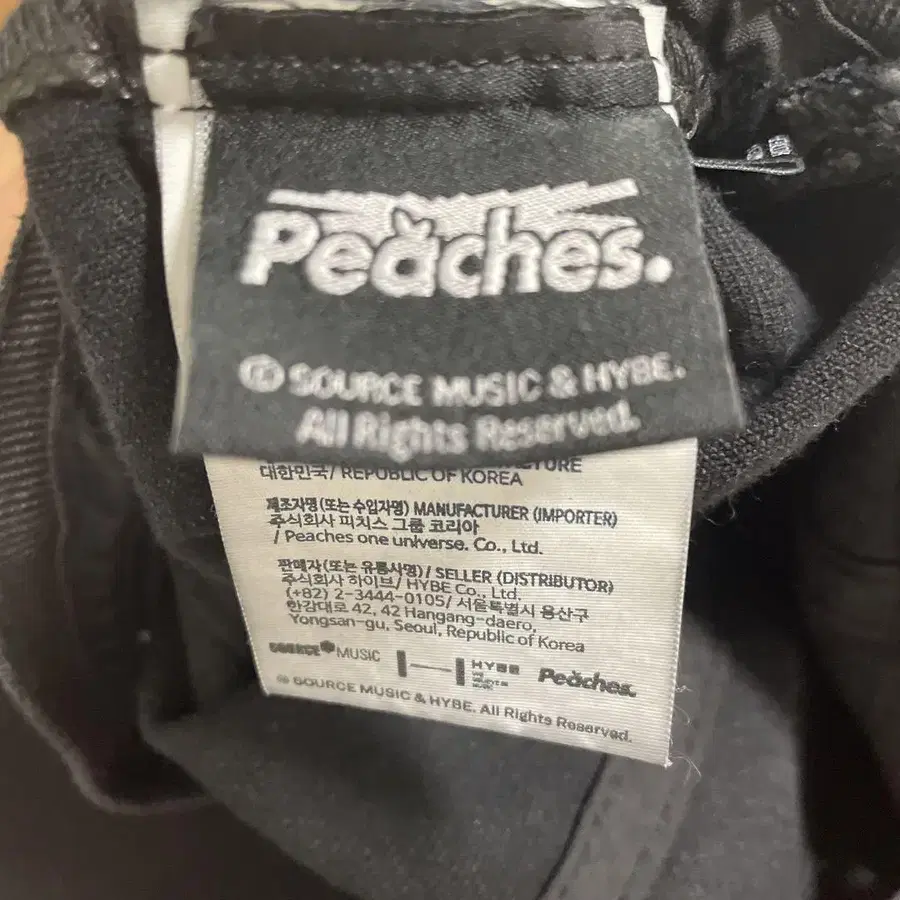 Peaches.
© SOURCE MUSIC & HYBE.
All Rights Reserved.
대한민국/ REPUBLIC OF KOREA
제조자명(또는 수입자명) MANUFACTURER (IMPORTER)
주식회사 피치스 그룹 코리아
/ Peaches one universe. Co., Ltd.
판매자(또는 유통사명)/ SELLER (DISTRIBUTOR)
주식회사 하이브/ HYBE Co., Ltd.
(+82) 2-3444-0105/ 서울특별시 용산구
한강대로 42, 42 Hangang-daero,
Yongsan-gu, Seoul, Republic of Korea
SOURCE MUSIC HYBE Peaches.
© SOURCE MUSIC & HYBE. All Rights Reserved.